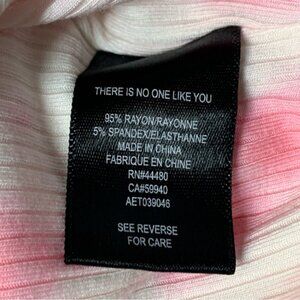 THERE IS NO ONE LIKE YOU
95% RAYON/RAYONNE
5% SPANDEX/ELASTHANNE
MADE IN CHINA
FABRIQUE EN CHINE
RN#44480
CA#59940
AET039046
SEE REVERSE
FOR CARE